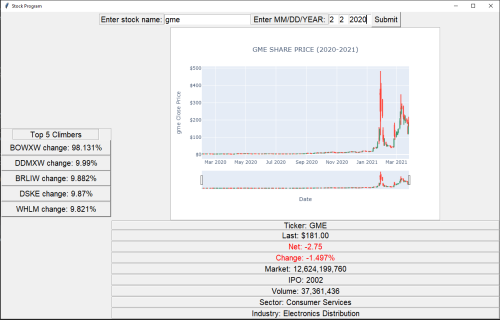 Stock Program
Enter stock name: gme Enter MM/DD/YEAR: 2 2 2020 Submit
GME SHARE PRICE (2020-2021)
gme Close Price
$500
$400
$300
$200
$100
$0
Mar 2020 May 2020 Jul 2020 Sep 2020 Nov 2020 Jan 2021 Mar 2021
Date
Top 5 Climbers
BOWXW change: 98.131%
DDMXW change: 9.99%
BRLIW change: 9.882%
DSKE change: 9.87%
WHLM change: 9.821%
Ticker: GME
Last: $181.00
Net: -2.75
Change: -1.497%
Market: 12,624,199,760
IPO: 2002
Volume: 37,361,436
Sector: Consumer Services
Industry: Electronics Distribution